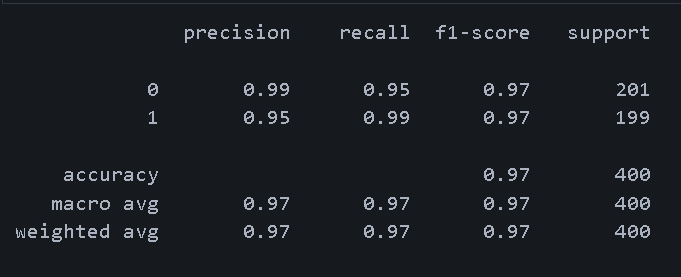 precision recall f1-score support
0 0.99 0.95 0.97 201
1 0.95 0.99 0.97 199
accuracy 0.97 400
macro avg 0.97 0.97 0.97 400
weighted avg 0.97 0.97 0.97 400